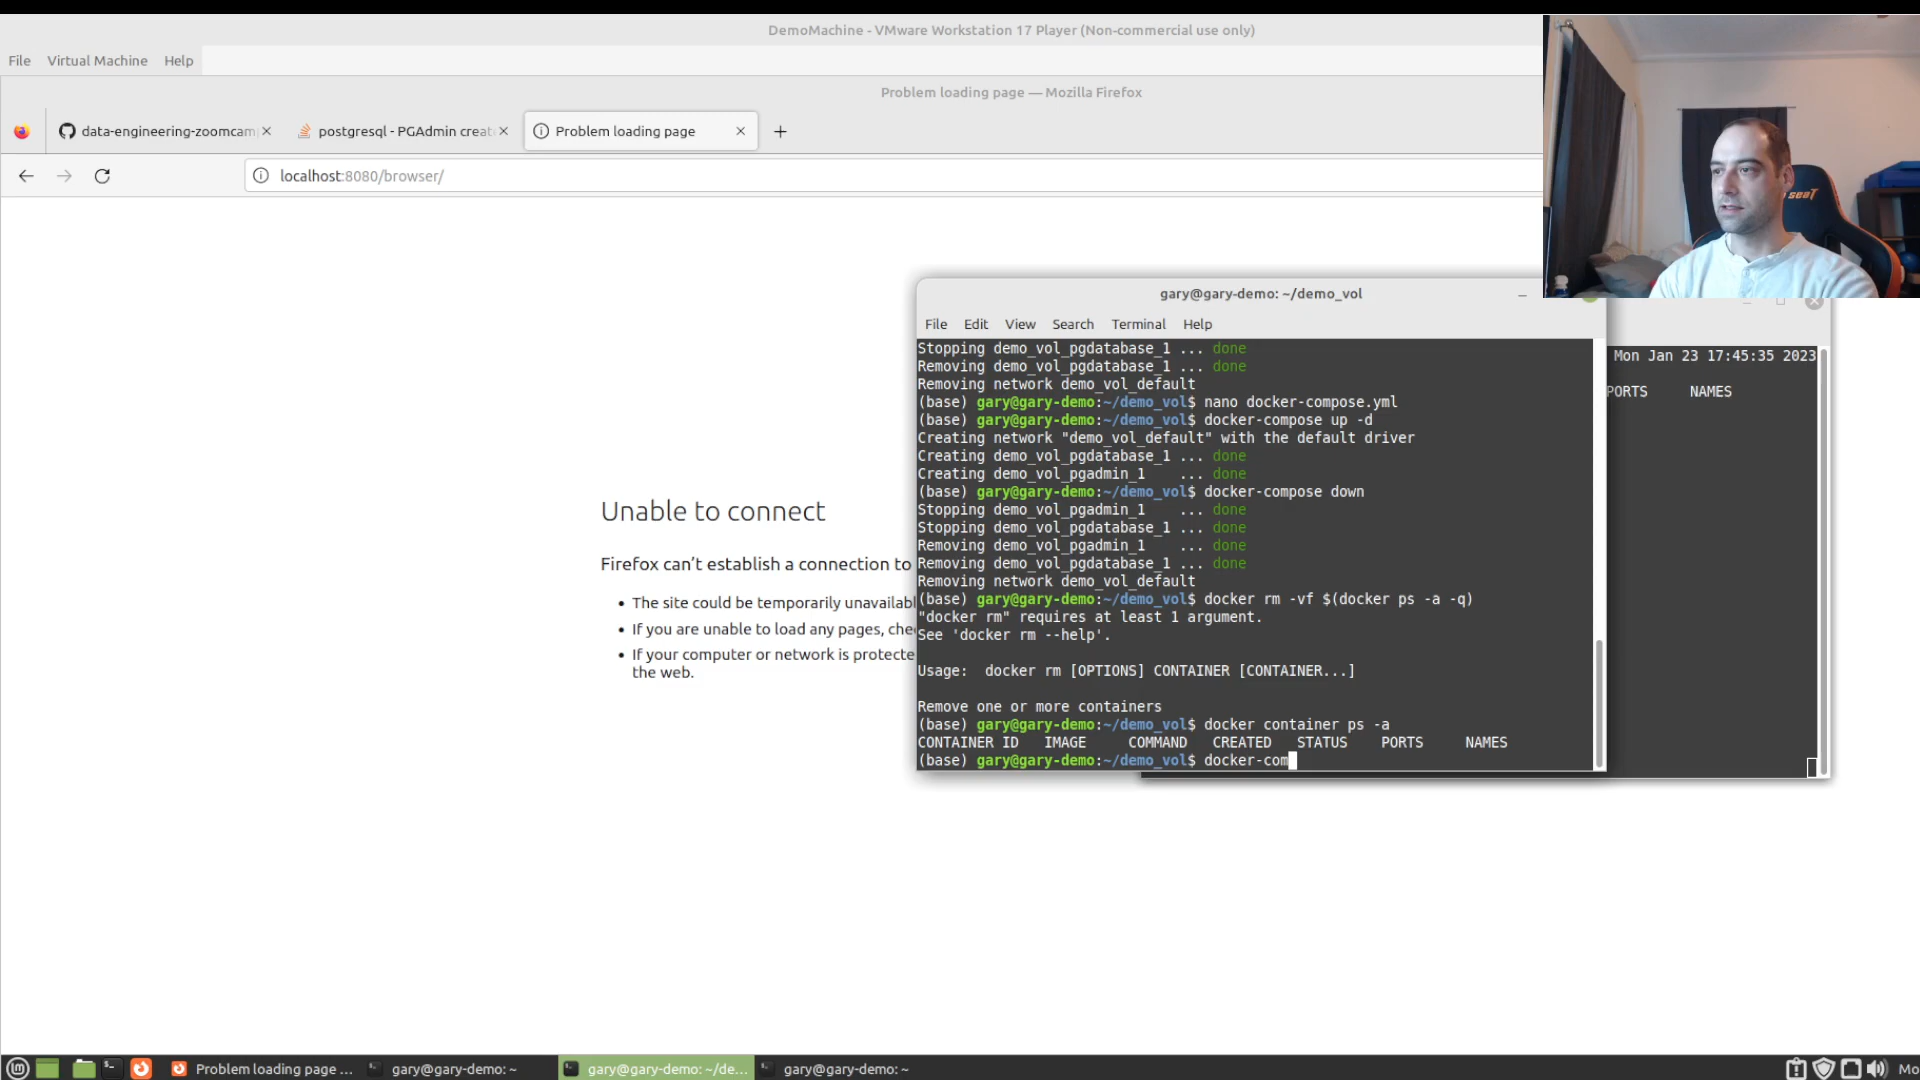 DemoMachine - VMware Workstation 17 Player (Non-commercial use only)
File Virtual Machine Help
Problem loading page — Mozilla Firefox
data-engineering-zoomcam
postgresql - PGAdmin creat
Problem loading page
localhost:8080/browser/
Unable to connect
Firefox can’t establish a connection to
The site could be temporarily
If you are unable to load any pages,
If your computer or network is
the web.
gary@gary-demo: ~/demo_vol
File Edit View Search Terminal Help
Stopping demo_vol_pgdatabase_1 ... done
Removing demo_vol_pgdatabase_1 ... done
Removing network demo_vol_default
(base) gary@gary-demo:~/demo_vol$ nano docker-compose.yml
(base) gary@gary-demo:~/demo_vol$ docker-compose up -d
Creating network "demo_vol_default" with the default driver
Creating demo_vol_pgdatabase_1 ... done
Creating demo_vol_pgadmin_1 ... done
(base) gary@gary-demo:~/demo_vol$ docker-compose down
Stopping demo_vol_pgadmin_1 ... done
Stopping demo_vol_pgdatabase_1 ... done
Removing demo_vol_pgadmin_1 ... done
Removing demo_vol_pgdatabase_1 ... done
Removing network demo_vol_default
(base) gary@gary-demo:~/demo_vol$ docker rm -vf $(docker ps -a -q)
"docker rm" requires at least 1 argument.
See 'docker rm --help'.
Usage: docker rm [OPTIONS] CONTAINER [CONTAINER...]
Remove one or more containers
(base) gary@gary-demo:~/demo_vol$ docker container ps -a
CONTAINER ID IMAGE COMMAND CREATED STATUS PORTS NAMES
(base) gary@gary-demo:~/demo_vol$ docker-com
Mon Jan 23 17:45:35 2023
PORTS NAMES
seaT
Problem loading page ...
gary@gary-demo: ~
gary@gary-demo: ~/de...
gary@gary-demo: ~
Mo